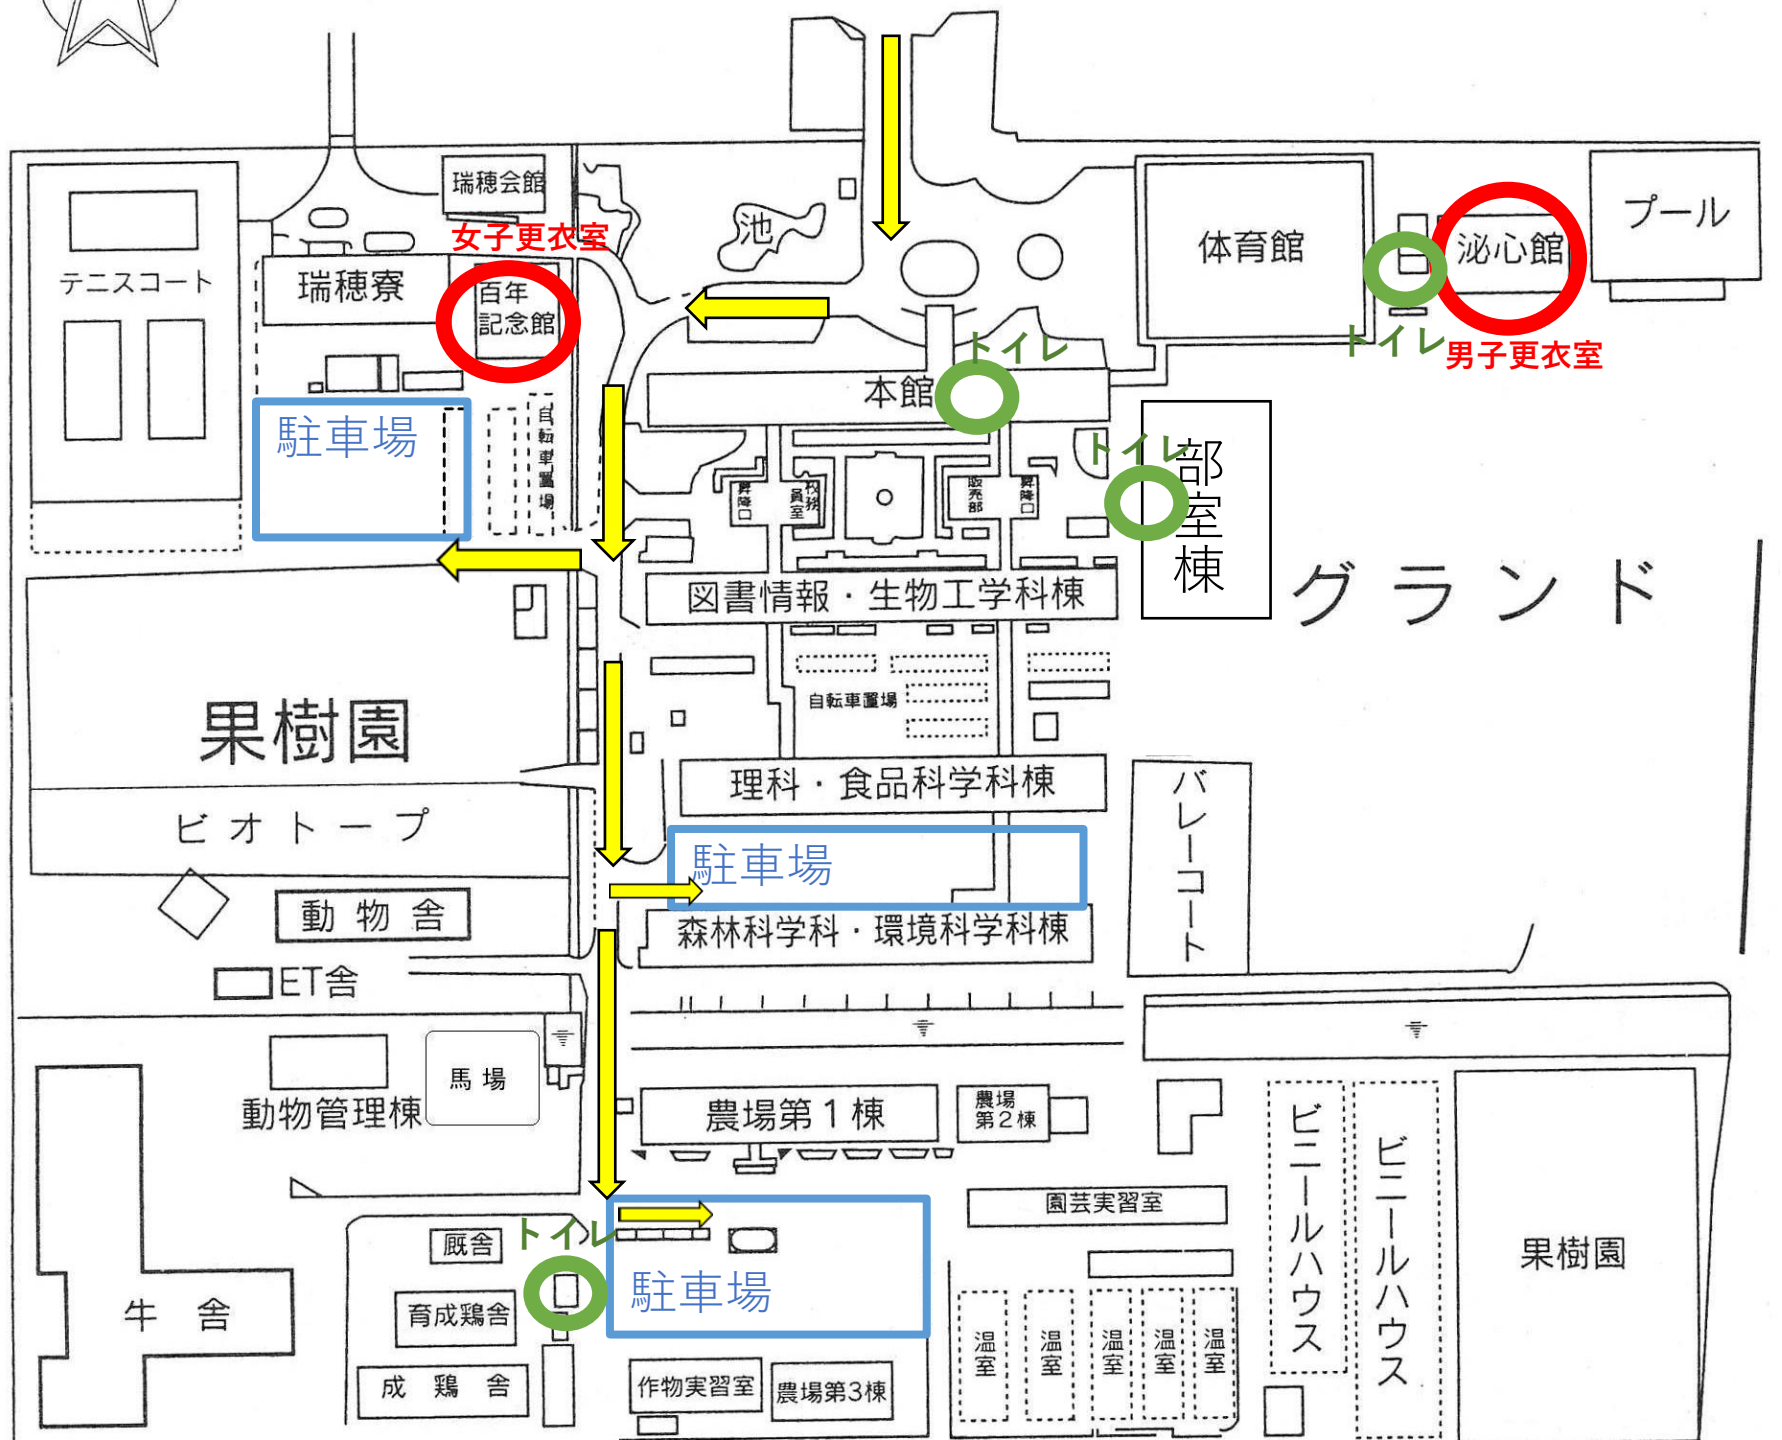 瑞穂会館
女子更衣室
池
体育館
泌心館
プール
テニスコート
瑞穂寮
百年
記念館
トイレ
トイレ
男子更衣室
本館
駐車場
自転車置場
トイレ
部室棟
昇降口
校務
員室
販売部
昇降口
図書情報・生物工学科棟
グランド
果樹園
自転車置場
理科・食品科学科棟
バレーコート
ビオトープ
駐車場
動物舎
森林科学科・環境科学科棟
ET舎
馬場
動物管理棟
農場第1棟
農場
第2棟
ビニールハウス
ビニールハウス
園芸実習室
厩舎
トイレ
駐車場
果樹園
牛舎
育成鶏舎
温室
温室
温室
温室
温室
成鶏舎
作物実習室
農場第3棟